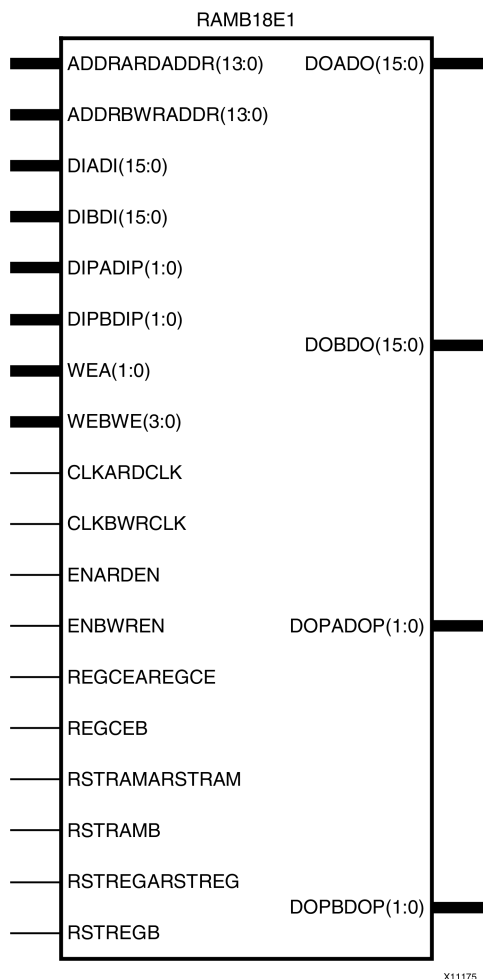 RAMB18E1
ADDRARDADDR(13:0) DOADO(15:0)
ADDRBWRADDR(13:0)
DIADI(15:0)
DIBDI(15:0)
DIPADIP(1:0)
DIPBDIP(1:0)
DOBDO(15:0)
WEA(1:0)
WEBWE(3:0)
CLKARDCLK
CLKBWRCLK
ENARDEN
ENBWREN DOPADOP(1:0)
REGCEAREGCE
REGCEB
RSTRAMARSTRAM
RSTRAMB
RSTREGARSTREG
DOPBDOP(1:0)
RSTREGB
X11175